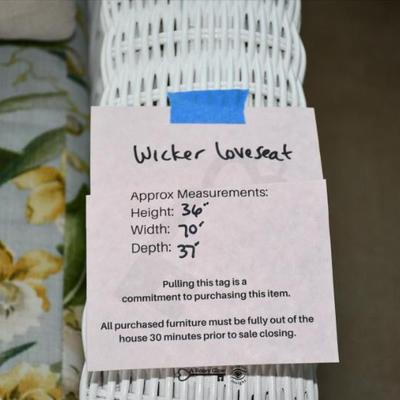 Wicker Loveseat
Approx Measurements:
Height: 36"
Width: 70"
Depth: 37"
Pulling this tag is a
commitment to purchasing this item.
All purchased furniture must be fully out of the
house 30 minutes prior to sale closing.